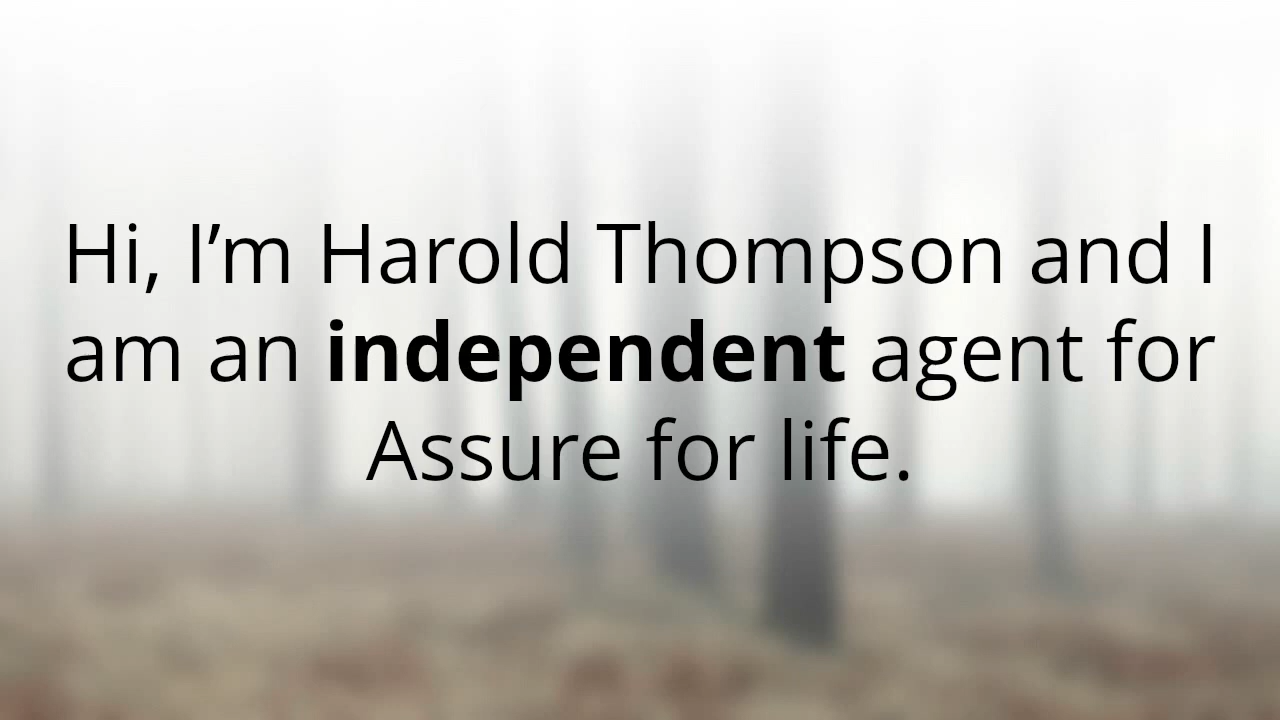 Hi, I’m Harold Thompson and I
am an independent agent for
Assure for life.